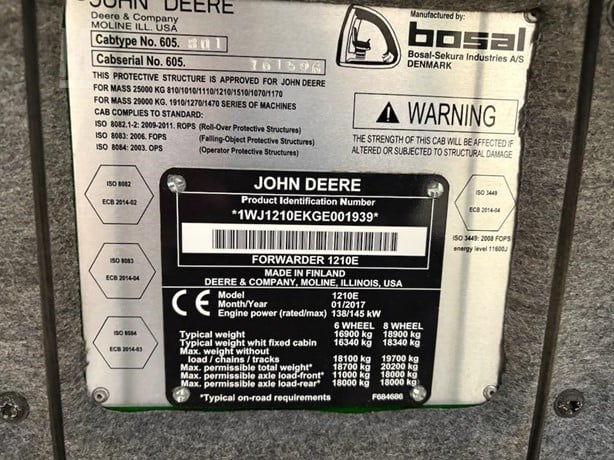 JOHN DEERE
Deere & Company
MOLINE ILL. USA
Cabtype No. 605. 801
Cabserial No. 605.
THIS PROTECTIVE STRUCTURE IS APPROVED FOR JOHN DEERE
FOR MASS 25000 KG 810/1010/1110/1210/1510/1070/1170
FOR MASS 29000 KG. 1910/1270/1470 SERIES OF MACHINES
CAB COMPLIES TO STANDARD:
ISO 8082.1-2: 2009-2011. ROPS (Roll-Over Protective Structures)
ISO 8083: 2006. FOPS (Falling-Object Protective Structures)
ISO 8084: 2003. OPS (Operator Protective Structures)
Manufactured by:
bosal
Bosal-Sekura Industries A/S
DENMARK
WARNING
THE STRENGTH OF THIS CAB WILL BE AFFECTED IF
ALTERED OR SUBJECTED TO STRUCTURAL DAMAGE
ISO 8082
ECB 2014-02
ISO 8083
ECB 2014-04
ISO 8084
ECB 2014-03
ISO 3449
ECB 2014-04
ISO 3449: 2008 FOPS
energy level 11600J
JOHN DEERE
Product Identification Number
*1WJ1210EKGE001939*
FORWARDER 1210E
MADE IN FINLAND
DEERE & COMPANY, MOLINE, ILLINOIS, USA
CE
Model 1210E
Month/Year 01/2017
Engine power (rated/max) 138/145 kW
6 WHEEL 8 WHEEL
Typical weight 16900 kg 18900 kg
Typical weight whit fixed cabin 16340 kg 18340 kg
Max. weight without
load / chains / tracks 18100 kg 19700 kg
Max. permissible total weight* 18700 kg 20200 kg
Max. permissible axle load-front* 11000 kg 18000 kg
Max. permissible axle load-rear* 18000 kg 18000 kg
*Typical on-road requirements F684686